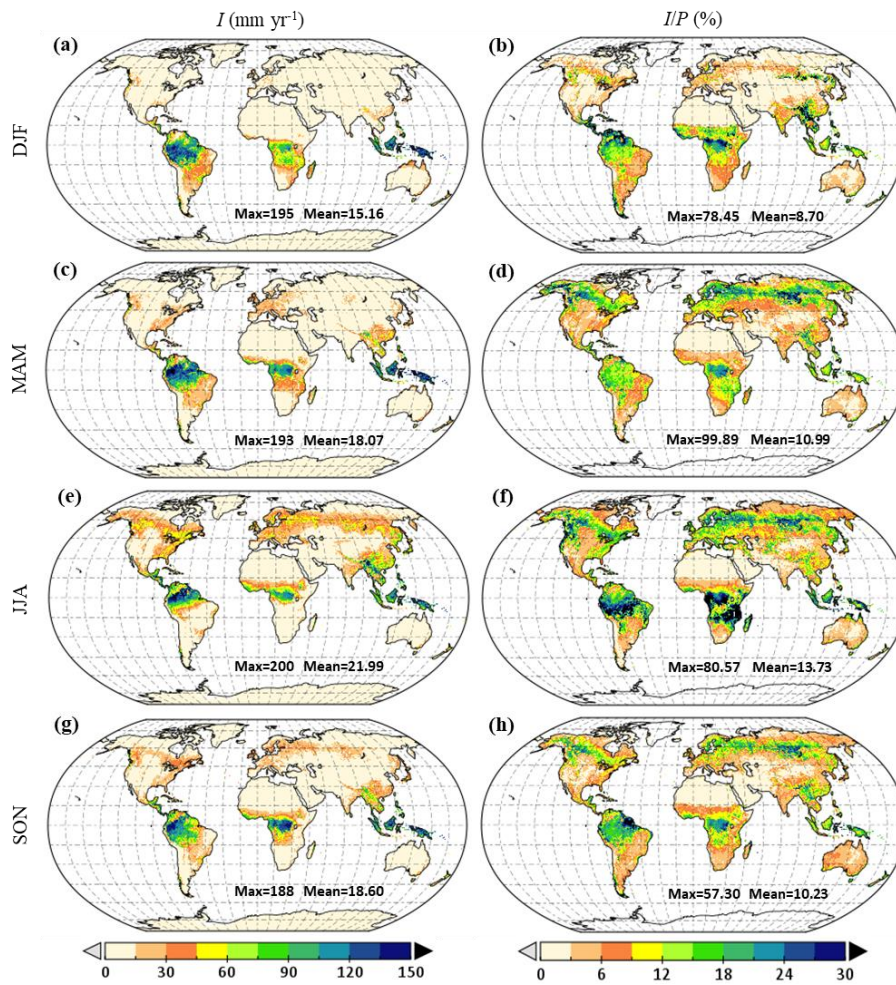 I (mm yr-1)
I/P (%)
(a)
(b)
DJF
Max=195 Mean=15.16
Max=78.45 Mean=8.70
(c)
(d)
MAM
Max=193 Mean=18.07
Max=99.89 Mean=10.99
(e)
(f)
JJA
Max=200 Mean=21.99
Max=80.57 Mean=13.73
(g)
(h)
SON
Max=188 Mean=18.60
Max=57.30 Mean=10.23
0 30 60 90 120 150
0 6 12 18 24 30